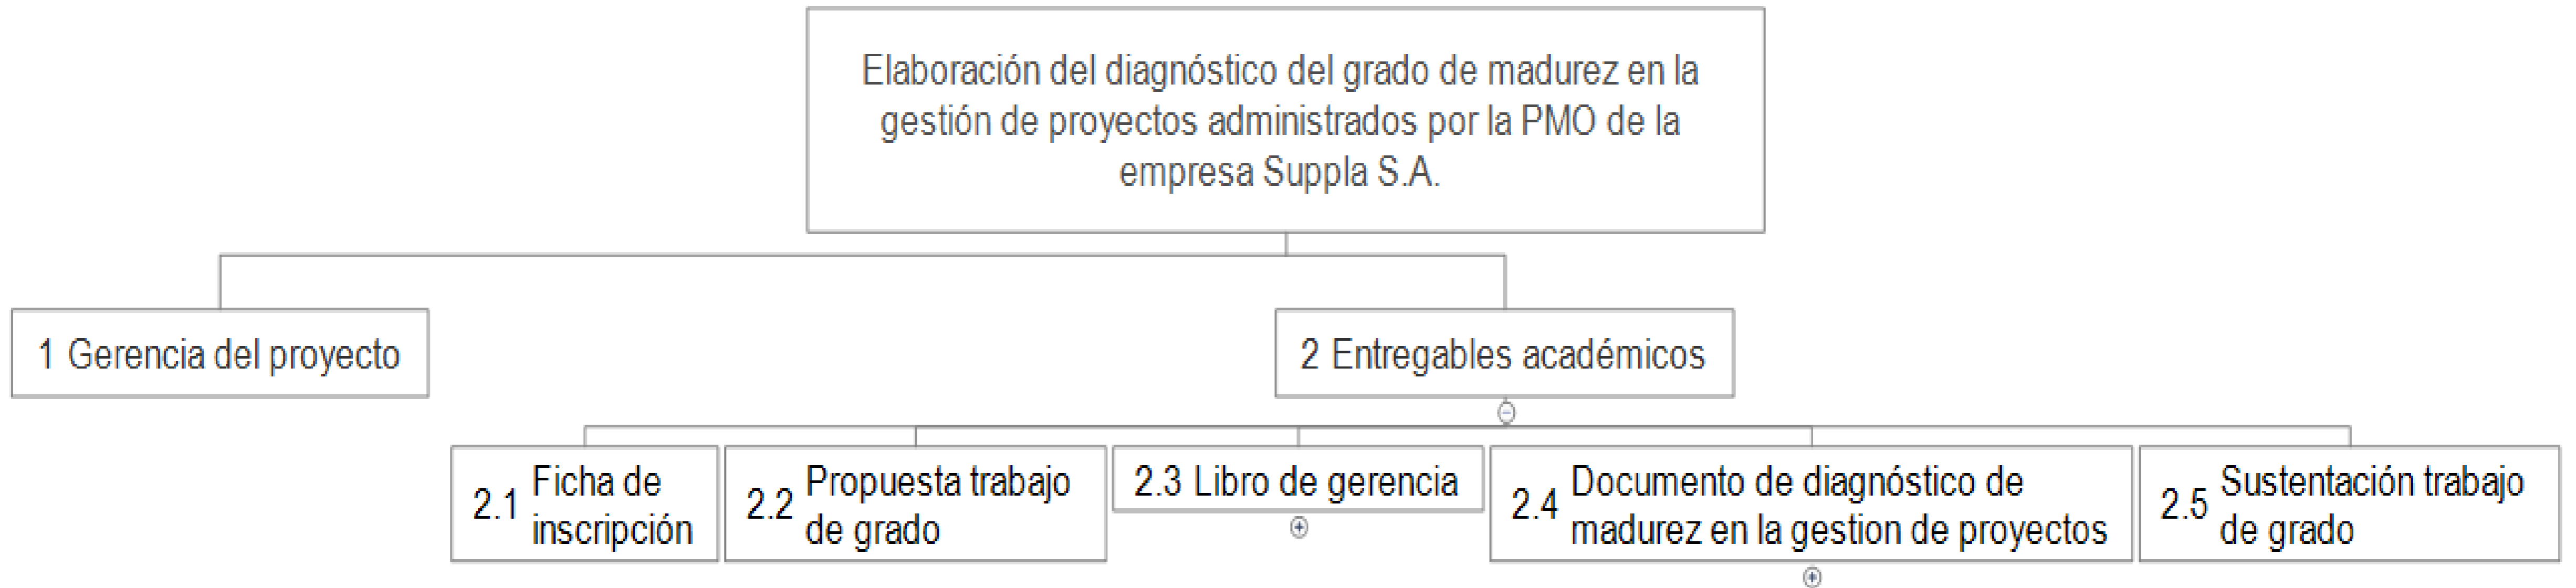 Elaboración del diagnóstico del grado de madurez en la
gestión de proyectos administrados por la PMO de la
empresa Suppla S.A.
1 Gerencia del proyecto
2 Entregables académicos
2.1 Ficha de
inscripción
2.2 Propuesta trabajo
de grado
2.3 Libro de gerencia
2.4 Documento de diagnóstico de
madurez en la gestion de proyectos
2.5 Sustentación trabajo
de grado